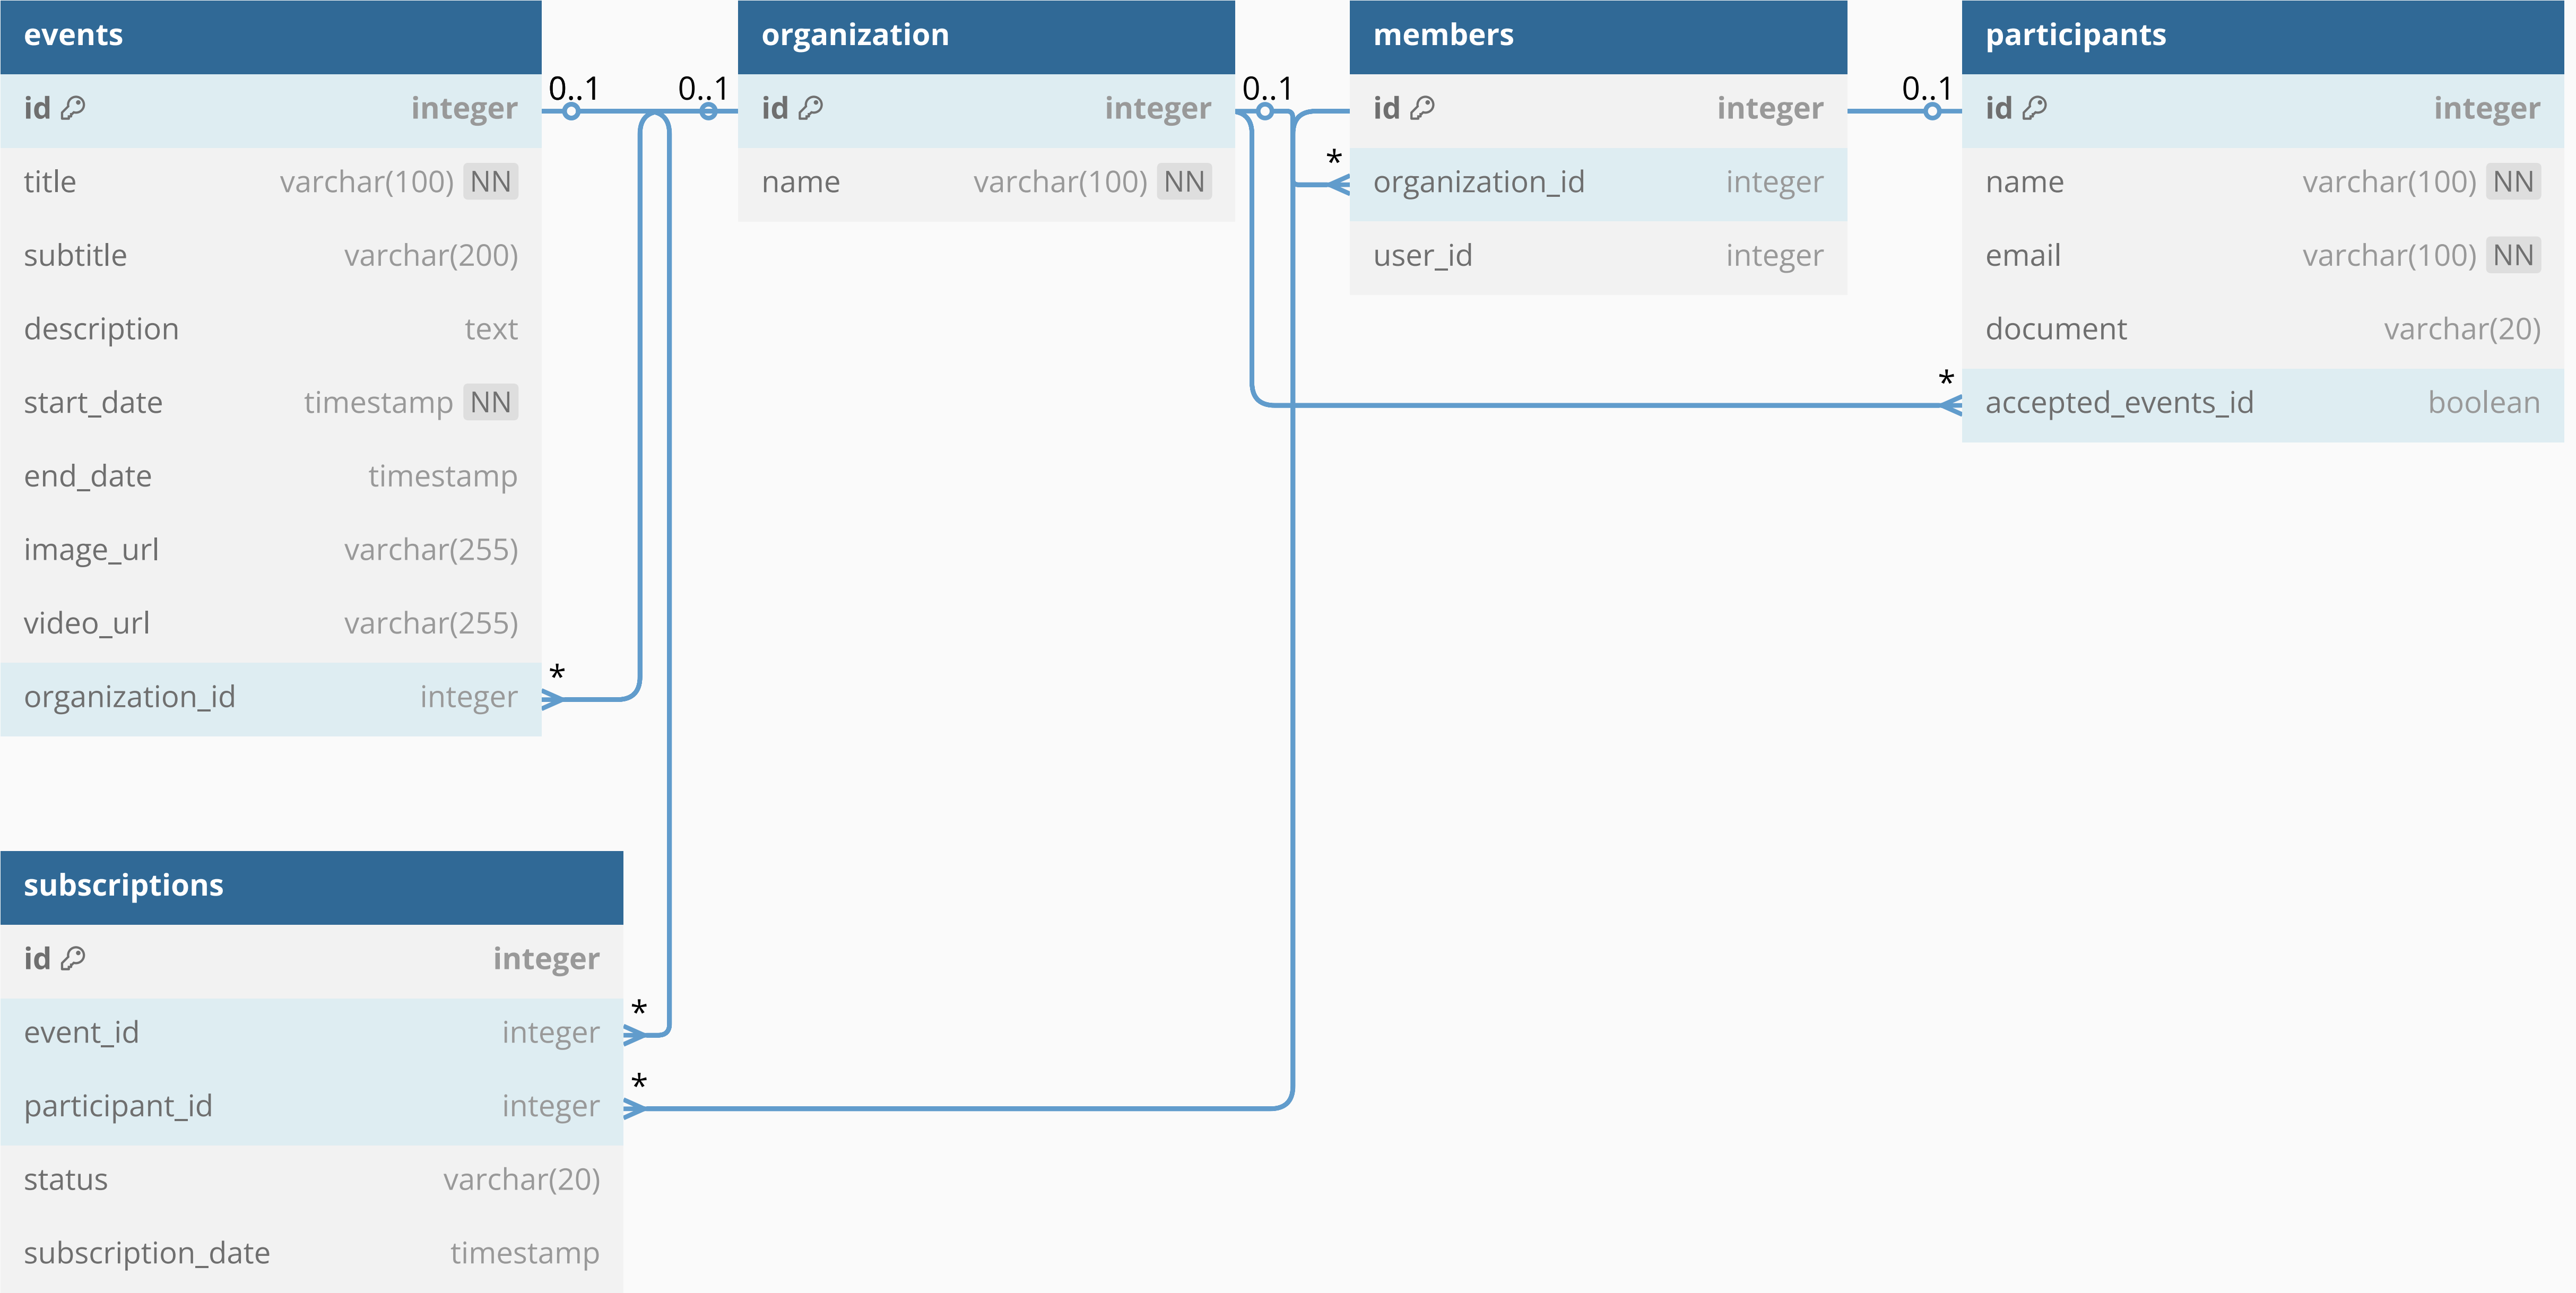 events
id integer
title varchar(100) NN
subtitle varchar(200)
description text
start_date timestamp NN
end_date timestamp
image_url varchar(255)
video_url varchar(255)
organization_id integer
0..1
*
0..1
organization
id integer
name varchar(100) NN
0..1
*
members
id integer
organization_id integer
user_id integer
0..1
*
participants
id integer
name varchar(100) NN
email varchar(100) NN
document varchar(20)
accepted_events_id boolean
subscriptions
id integer
event_id integer
participant_id integer
status varchar(20)
subscription_date timestamp
*
*